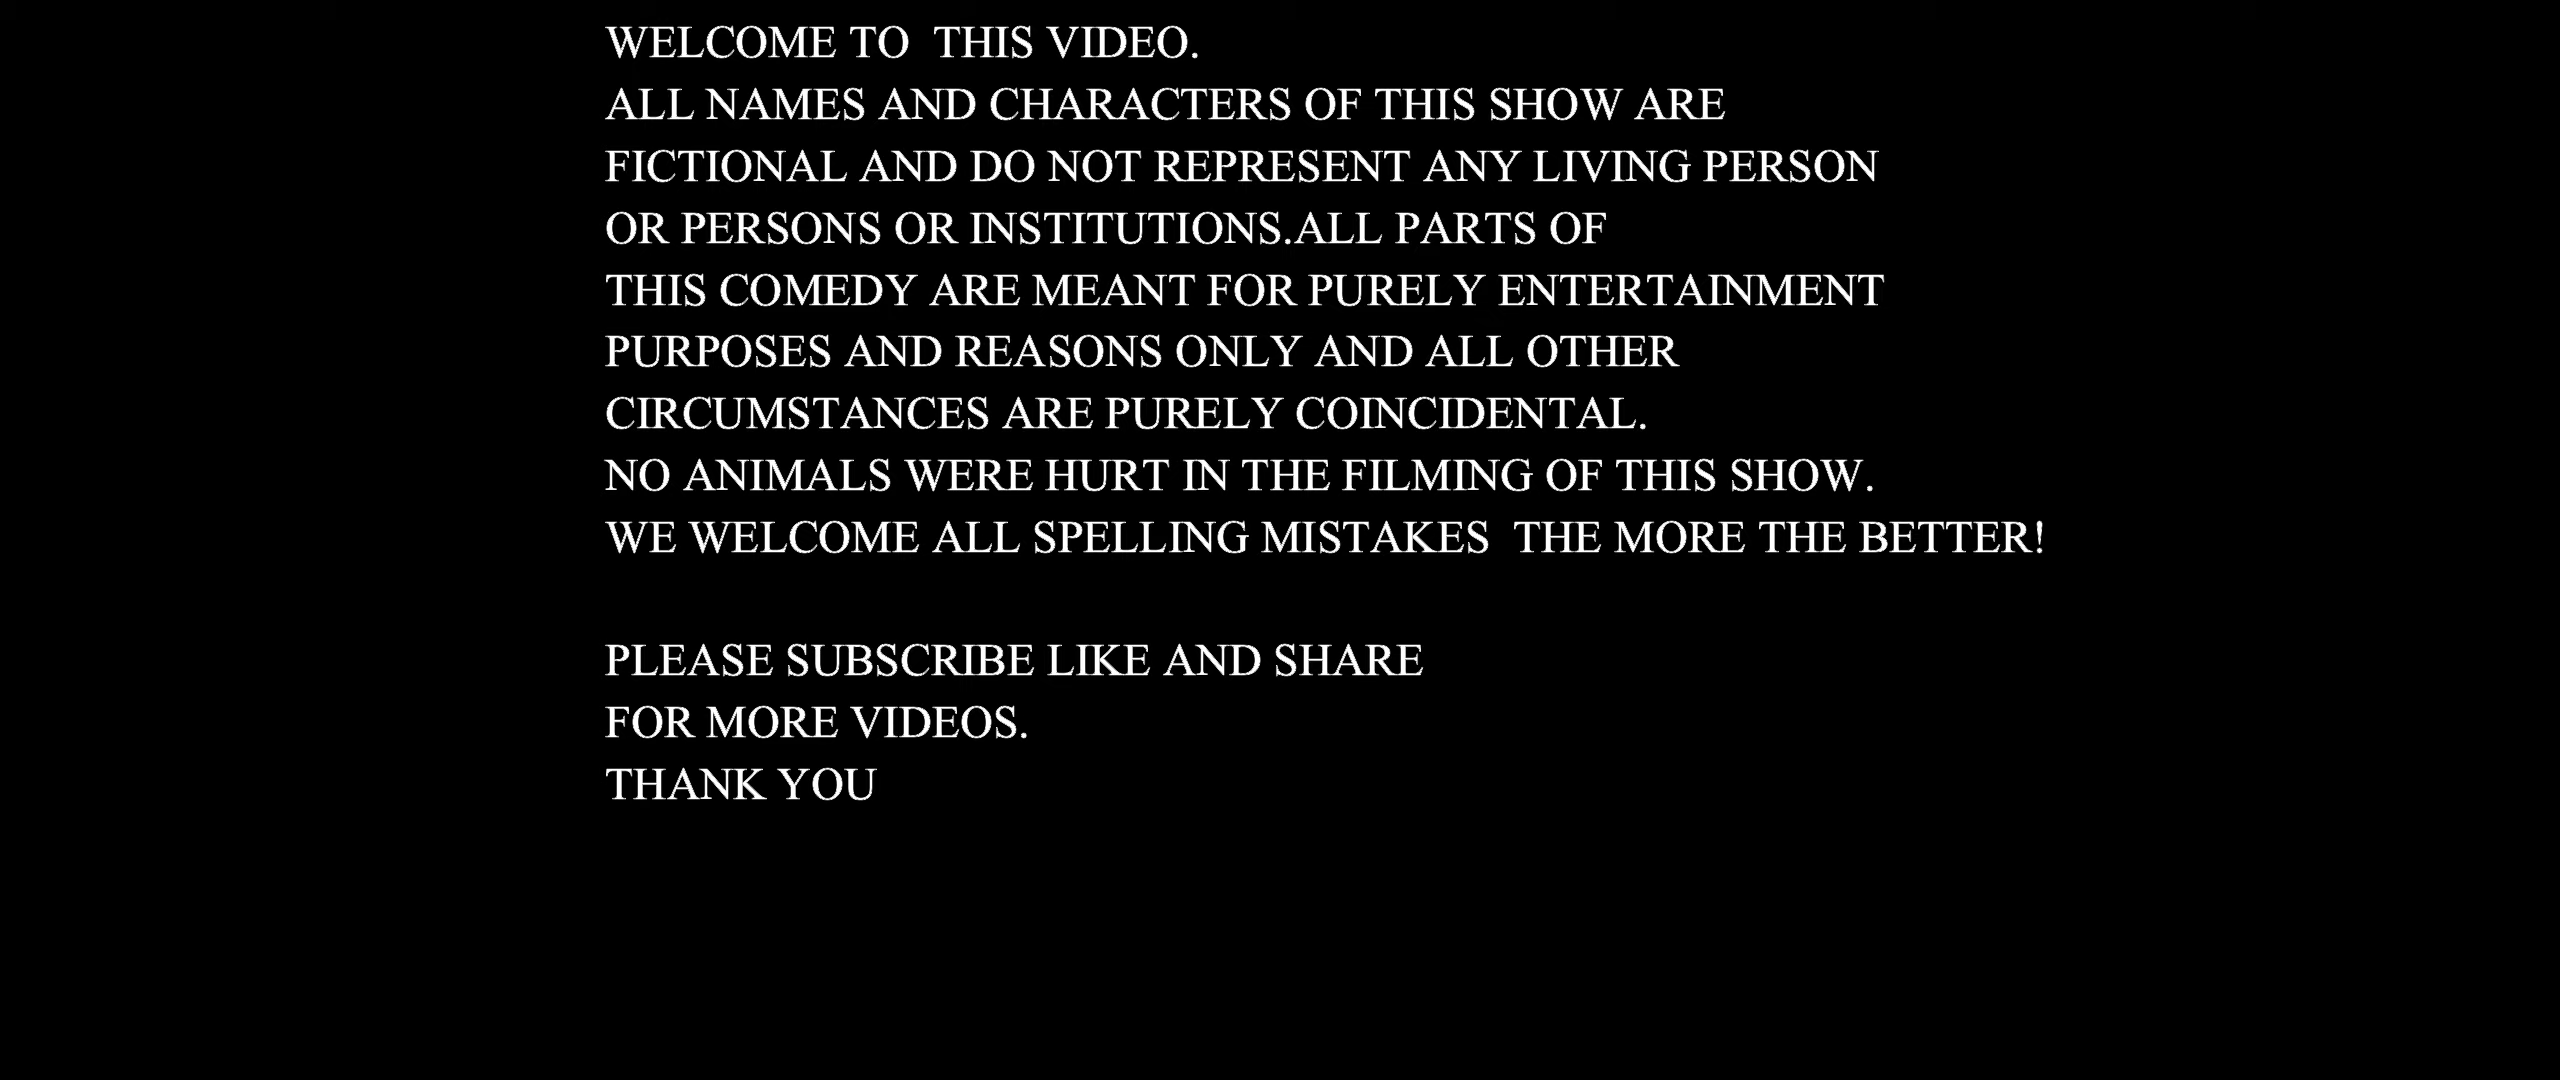 WELCOME TO  THIS VIDEO.
ALL NAMES AND CHARACTERS OF THIS SHOW ARE
FICTIONAL AND DO NOT REPRESENT ANY LIVING PERSON
OR PERSONS OR INSTITUTIONS.ALL PARTS OF
THIS COMEDY ARE MEANT FOR PURELY ENTERTAINMENT
PURPOSES AND REASONS ONLY AND ALL OTHER
CIRCUMSTANCES ARE PURELY COINCIDENTAL.
NO ANIMALS WERE HURT IN THE FILMING OF THIS SHOW.
WE WELCOME ALL SPELLING MISTAKES  THE MORE THE BETTER!
PLEASE SUBSCRIBE LIKE AND SHARE
FOR MORE VIDEOS.
THANK YOU